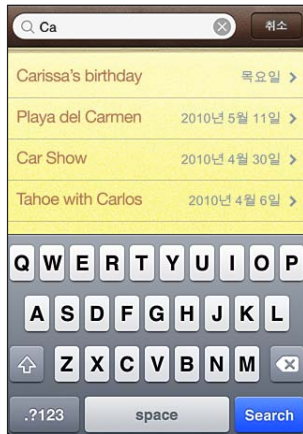 Ca 취소
Carissa's birthday 목요일
Playa del Carmen 2010년 5월 11일
Car Show 2010년 4월 30일
Tahoe with Carlos 2010년 4월 6일
Q W E R T Y U I O P
A S D F G H J K L
Z X C V B N M
.?123 space Search